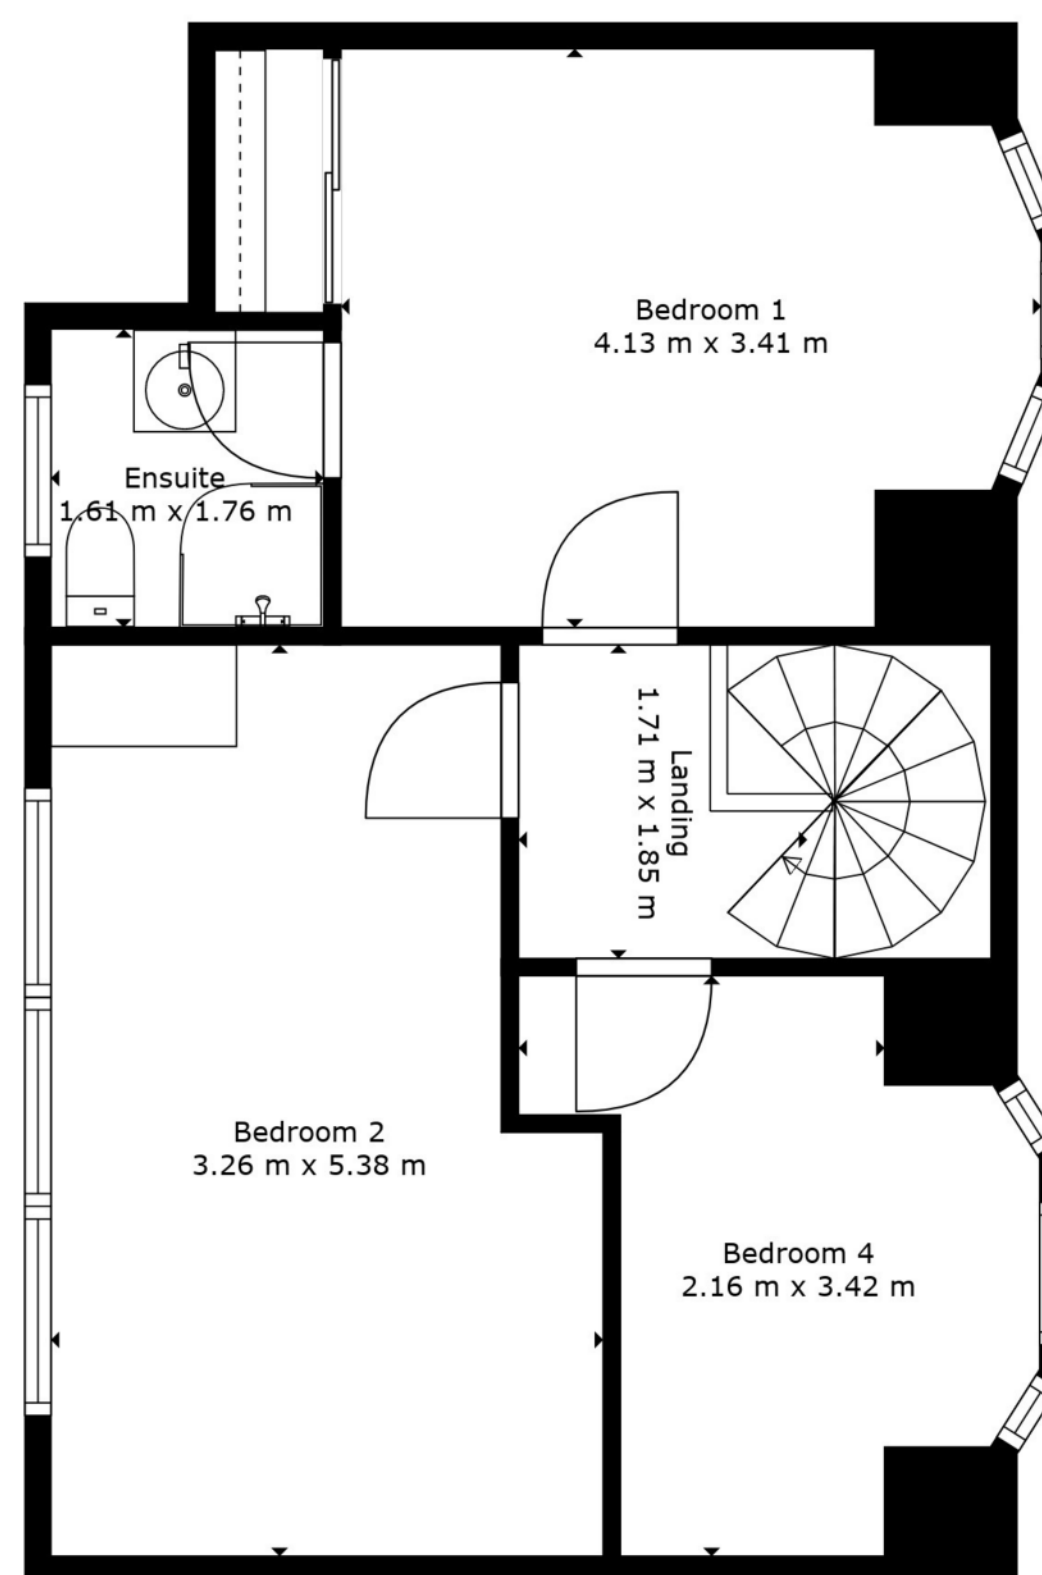 Bedroom 1
4.13 m x 3.41 m
Ensuite
1.61 m x 1.76 m
Landing
1.71 m x 1.85 m
Bedroom 2
3.26 m x 5.38 m
Bedroom 4
2.16 m x 3.42 m